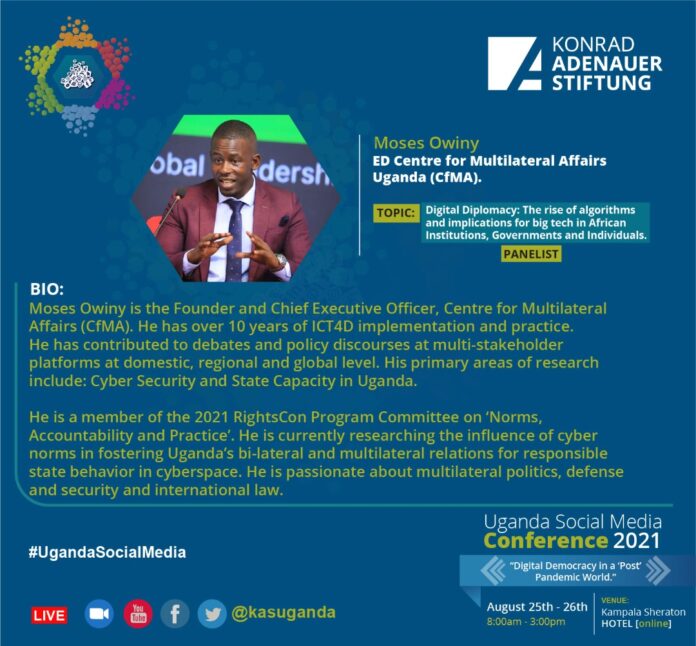 KONRAD
ADENAUER
STIFTUNG
obal
eadersh
Moses Owiny
ED Centre for Multilateral Affairs
Uganda (CfMA).
TOPIC:
Digital Diplomacy: The rise of algorithms
and implications for big tech in African
Institutions, Governments and Individuals.
PANELIST
BIO:
Moses Owiny is the Founder and Chief Executive Officer, Centre for Multilateral
Affairs (CfMA). He has over 10 years of ICT4D implementation and practice.
He has contributed to debates and policy discourses at multi-stakeholder
platforms at domestic, regional and global level. His primary areas of research
include: Cyber Security and State Capacity in Uganda.
He is a member of the 2021 RightsCon Program Committee on ‘Norms,
Accountability and Practice’. He is currently researching the influence of cyber
norms in fostering Uganda’s bi-lateral and multilateral relations for responsible
state behavior in cyberspace. He is passionate about multilateral politics, defense
and security and international law.
#UgandaSocialMedia
LIVE
You
Tube
@kasuganda
Uganda Social Media
Conference 2021
“Digital Democracy in a ‘Post’
Pandemic World.”
August 25th - 26th
8:00am - 3:00pm
VENUE:
Kampala Sheraton
HOTEL [online]